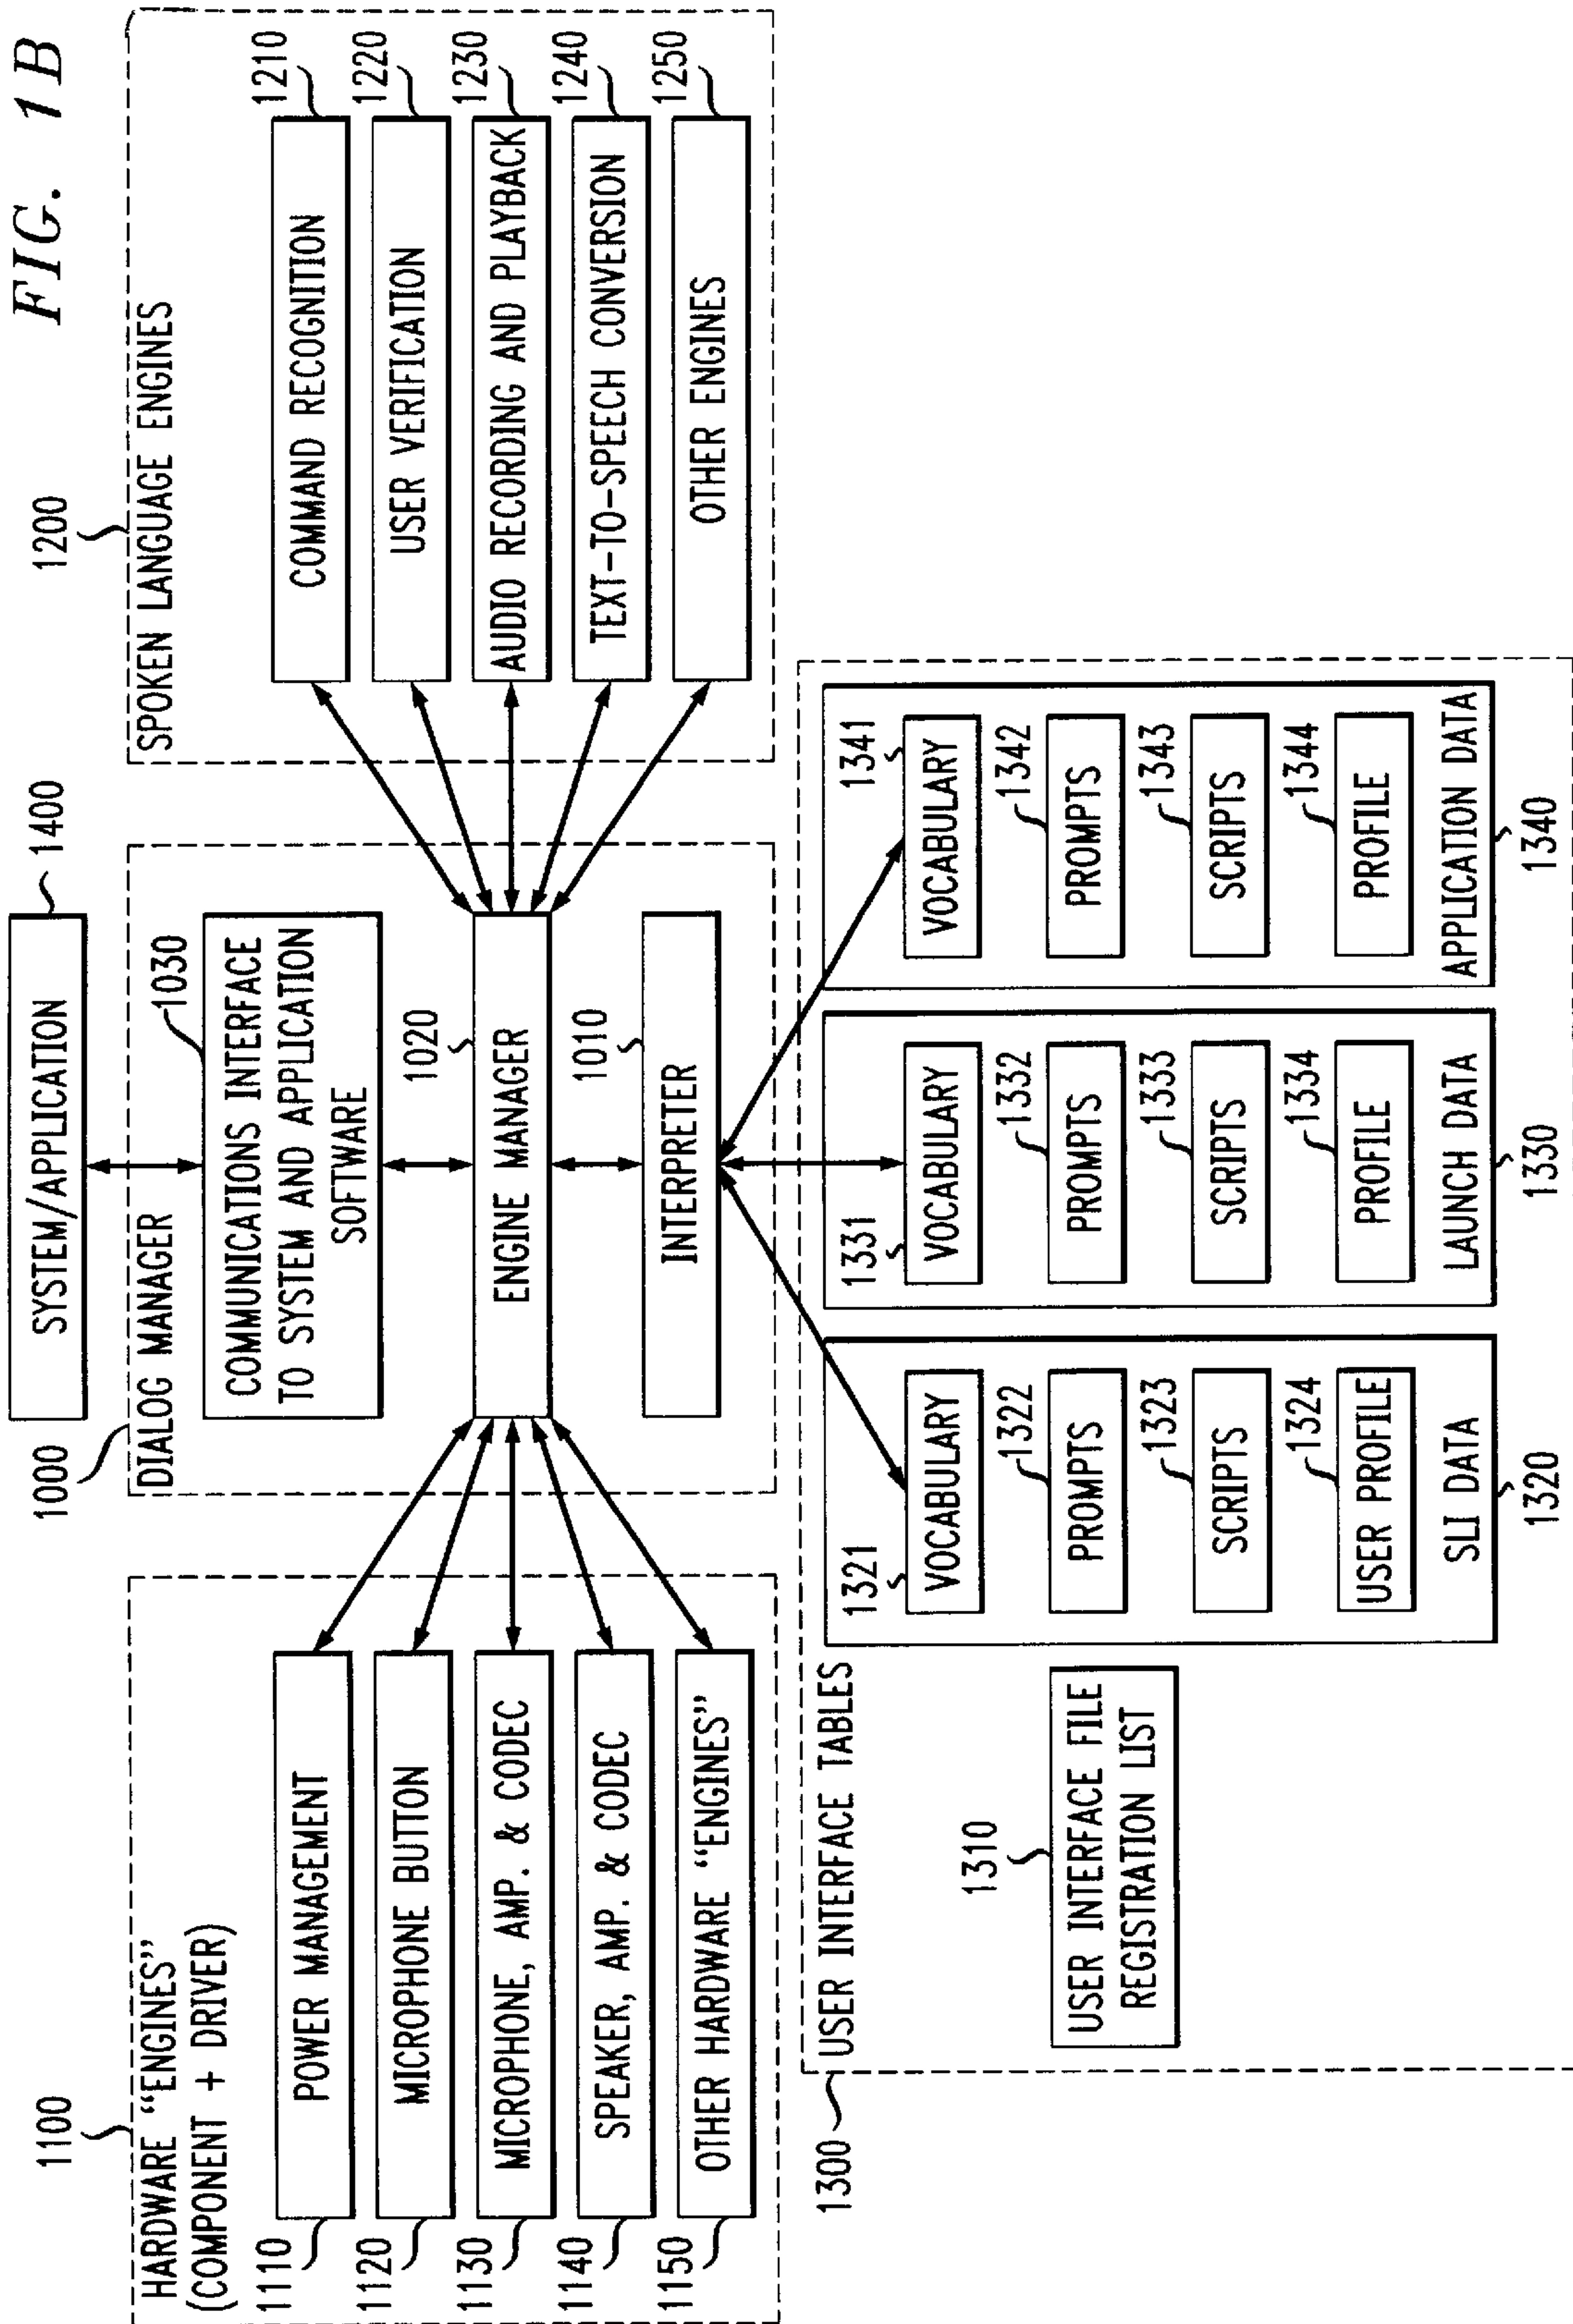 FIG. 1B
SYSTEM/APPLICATION
1400
1100
HARDWARE “ENGINES”
(COMPONENT + DRIVER)
1110
POWER MANAGEMENT
1120
MICROPHONE BUTTON
1130
MICROPHONE, AMP. & CODEC
1140
SPEAKER, AMP. & CODEC
1150
OTHER HARDWARE “ENGINES”
1000
DIALOG MANAGER
1030
COMMUNICATIONS INTERFACE
TO SYSTEM AND APPLICATION
SOFTWARE
1020
ENGINE MANAGER
1010
INTERPRETER
1200
SPOKEN LANGUAGE ENGINES
COMMAND RECOGNITION
1210
USER VERIFICATION
1220
AUDIO RECORDING AND PLAYBACK
1230
TEXT-TO-SPEECH CONVERSION
1240
OTHER ENGINES
1250
1300
USER INTERFACE TABLES
1310
USER INTERFACE FILE
REGISTRATION LIST
1321
VOCABULARY
1322
PROMPTS
1323
SCRIPTS
1324
USER PROFILE
SLI DATA
1320
1331
VOCABULARY
1332
PROMPTS
1333
SCRIPTS
1334
PROFILE
LAUNCH DATA
1330
1341
VOCABULARY
1342
PROMPTS
1343
SCRIPTS
1344
PROFILE
APPLICATION DATA
1340